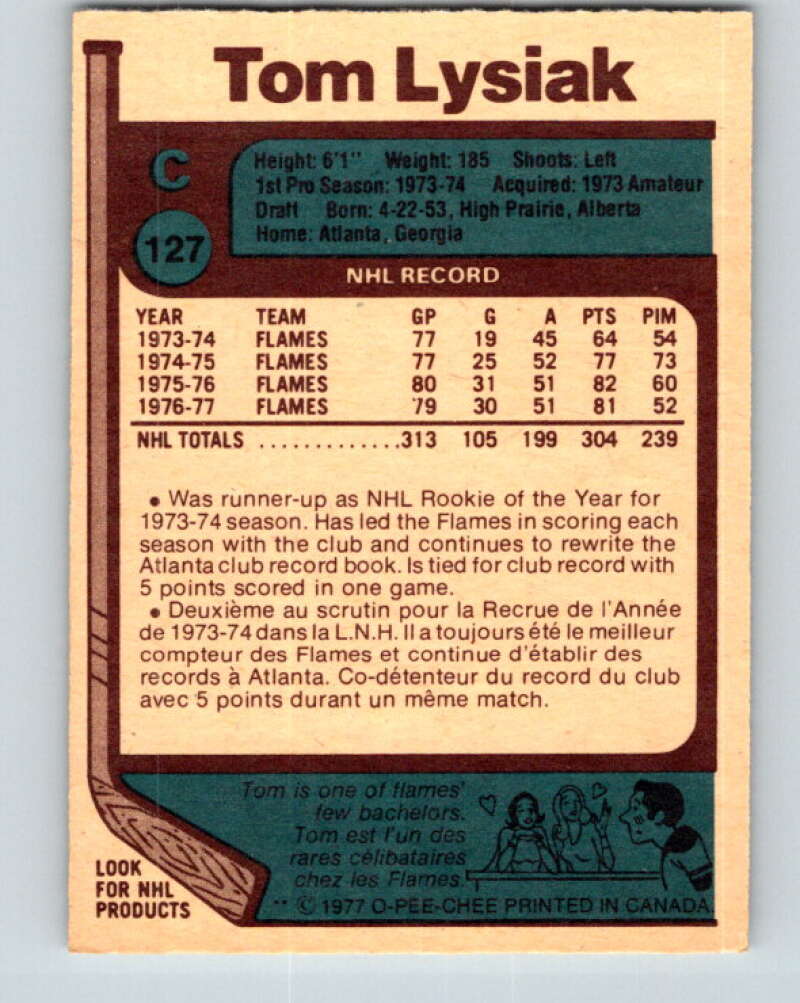 Tom Lysiak
C
127
Height: 6'1" Weight: 185 Shoots: Left
1st Pro Season: 1973-74 Acquired: 1973 Amateur
Draft Born: 4-22-53, High Prairie, Alberta
Home: Atlanta, Georgia
NHL RECORD
YEAR TEAM GP G A PTS PIM
1973-74 FLAMES 77 19 45 64 54
1974-75 FLAMES 77 25 52 77 73
1975-76 FLAMES 80 31 51 82 60
1976-77 FLAMES 79 30 51 81 52
NHL TOTALS .............313 105 199 304 239
• Was runner-up as NHL Rookie of the Year for
1973-74 season. Has led the Flames in scoring each
season with the club and continues to rewrite the
Atlanta club record book. Is tied for club record with
5 points scored in one game.
• Deuxième au scrutin pour la Recrue de l'Année
de 1973-74 dans la L.N.H. Il a toujours été le meilleur
compteur des Flames et continue d'établir des
records à Atlanta. Co-détenteur du record du club
avec 5 points durant un même match.
Tom is one of flames'
few bachelors.
Tom est l'un des
rares célibataires
chez les Flames.
LOOK
FOR NHL
PRODUCTS
** © 1977 O-PEE-CHEE PRINTED IN CANADA.